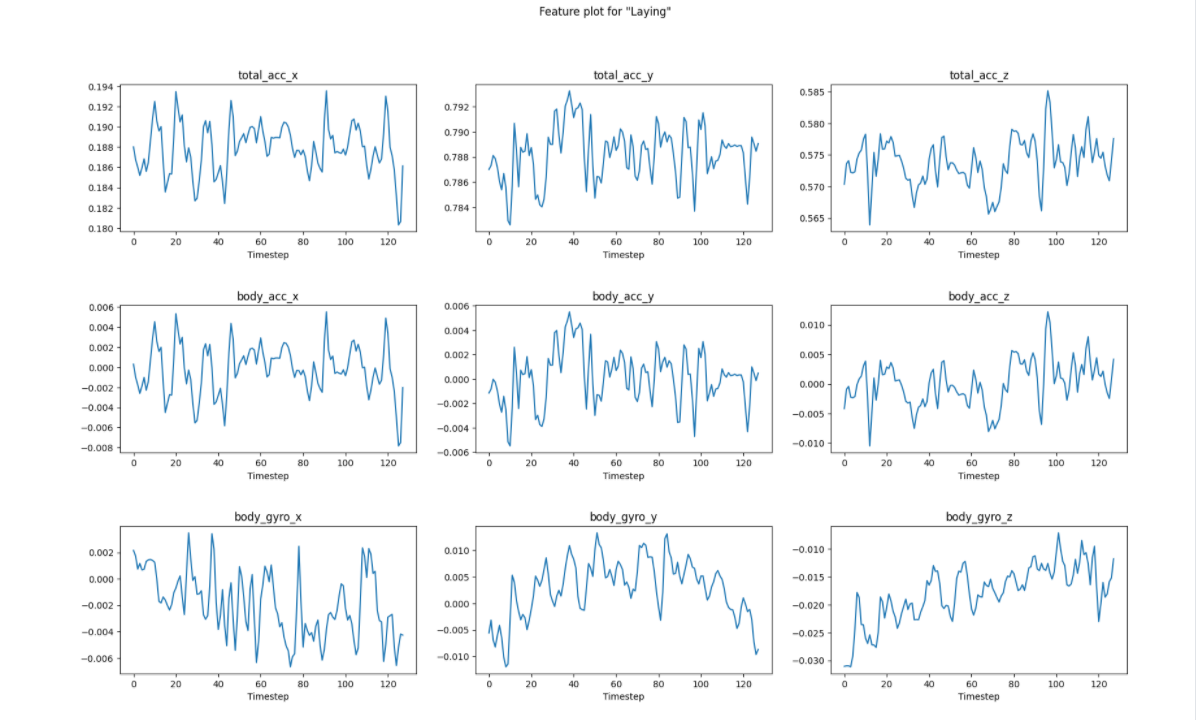 Feature plot for "Laying"
total_acc_x
total_acc_y
total_acc_z
0.194
0.192
0.190
0.188
0.186
0.184
0.182
0.180
0 20 40 60 80 100 120
Timestep
0.792
0.790
0.788
0.786
0.784
0 20 40 60 80 100 120
Timestep
0.585
0.580
0.575
0.570
0.565
0 20 40 60 80 100 120
Timestep
body_acc_x
body_acc_y
body_acc_z
0.006
0.004
0.002
0.000
−0.002
−0.004
−0.006
−0.008
0 20 40 60 80 100 120
Timestep
0.006
0.004
0.002
0.000
−0.002
−0.004
−0.006
0 20 40 60 80 100 120
Timestep
0.010
0.005
0.000
−0.005
−0.010
0 20 40 60 80 100 120
Timestep
body_gyro_x
body_gyro_y
body_gyro_z
0.002
0.000
−0.002
−0.004
−0.006
0 20 40 60 80 100 120
Timestep
0.010
0.005
0.000
−0.005
−0.010
0 20 40 60 80 100 120
Timestep
−0.010
−0.015
−0.020
−0.025
−0.030
0 20 40 60 80 100 120
Timestep